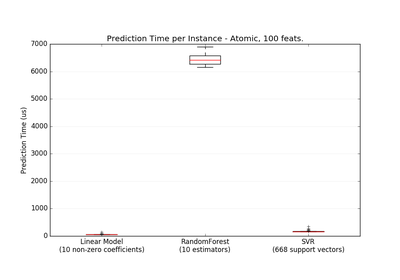 Prediction Time per Instance - Atomic, 100 feats.
7000
6000
5000
4000
3000
2000
1000
0
Prediction Time (us)
Linear Model
(10 non-zero coefficients)
RandomForest
(10 estimators)
SVR
(668 support vectors)